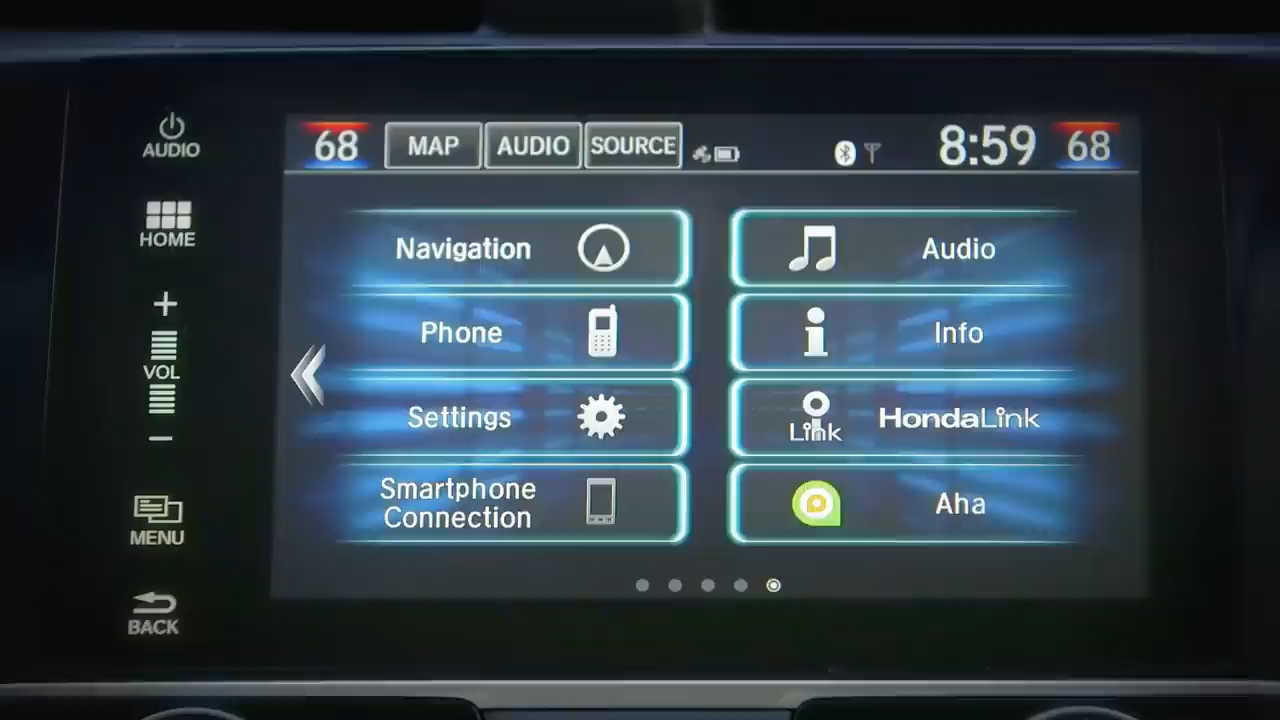 AUDIO
HOME
+
VOL
−
MENU
BACK
68 MAP AUDIO SOURCE 8:59 68
Navigation
Audio
Phone
Info
Settings
Link HondaLink
Smartphone
Connection
Aha